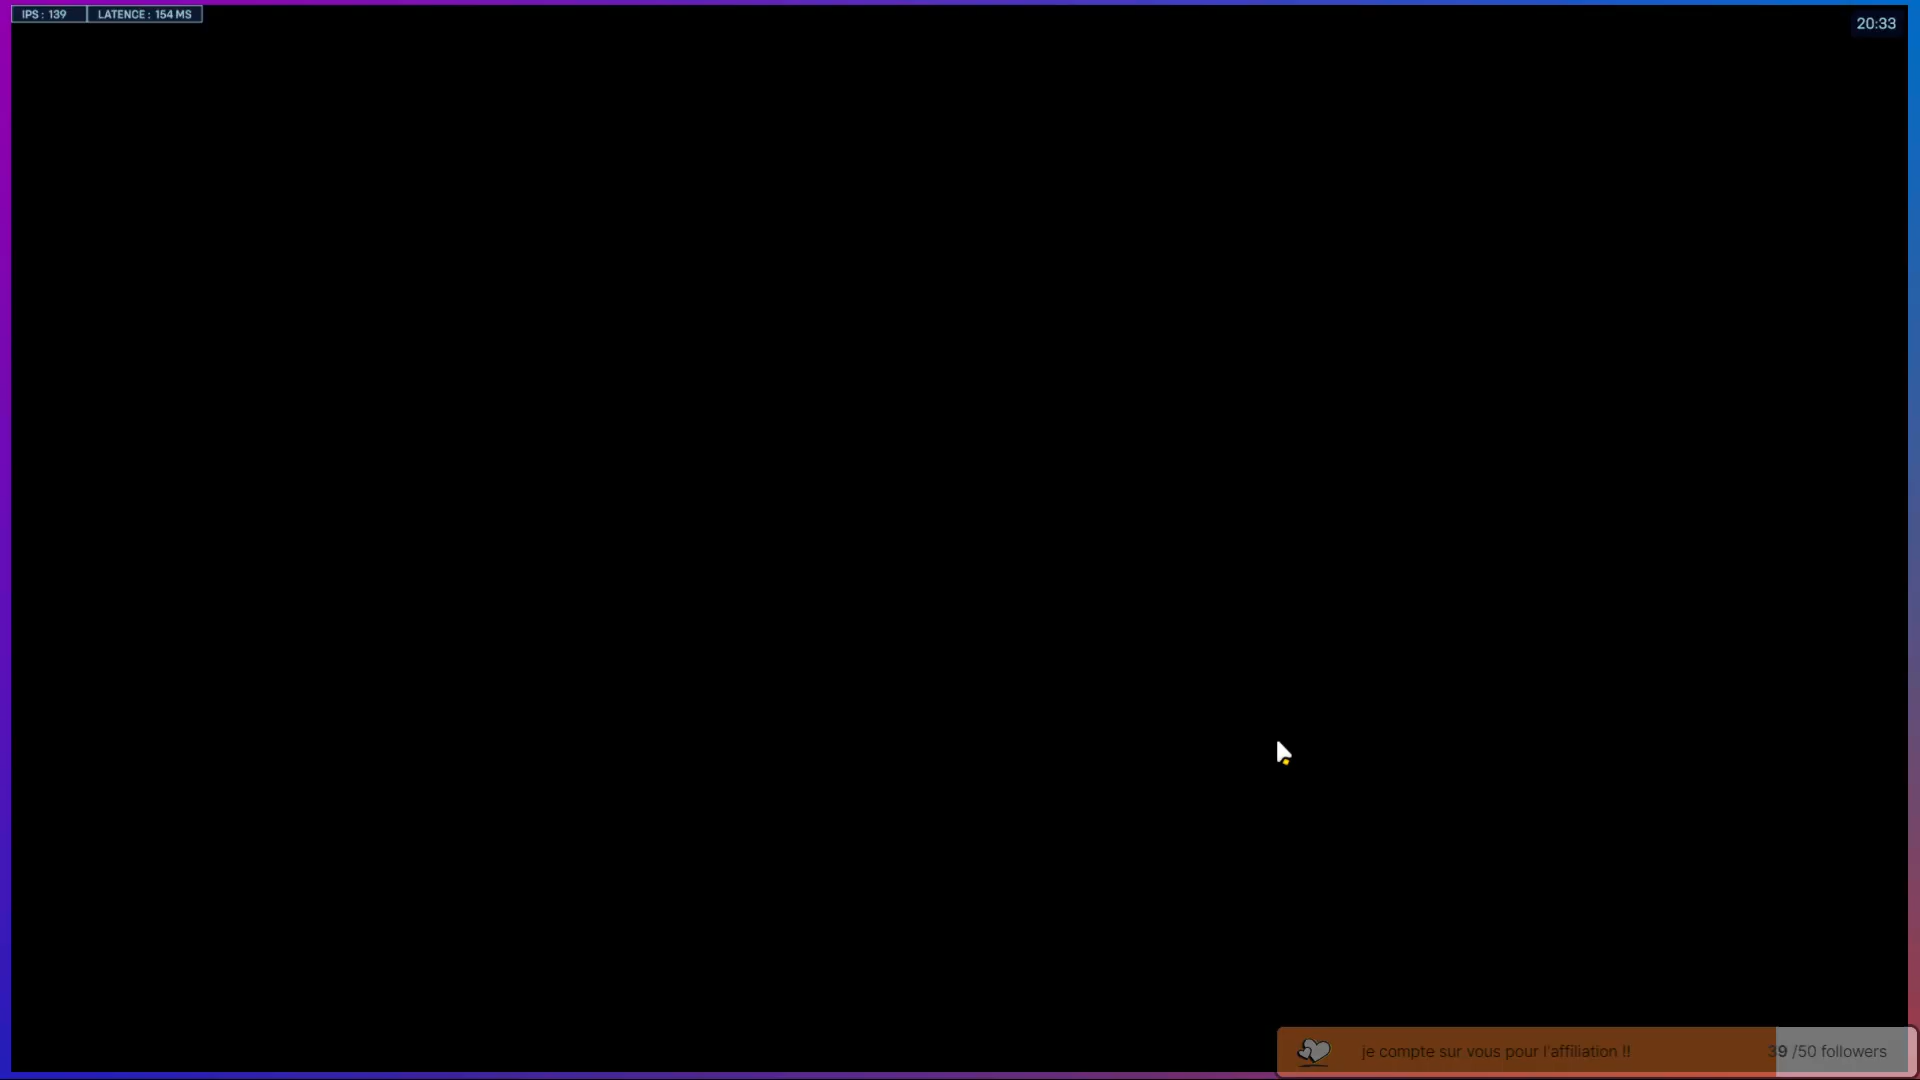 IPS : 139 LATENCE : 154 MS
20:33
je compte sur vous pour l'affiliation !! 39 /50 followers